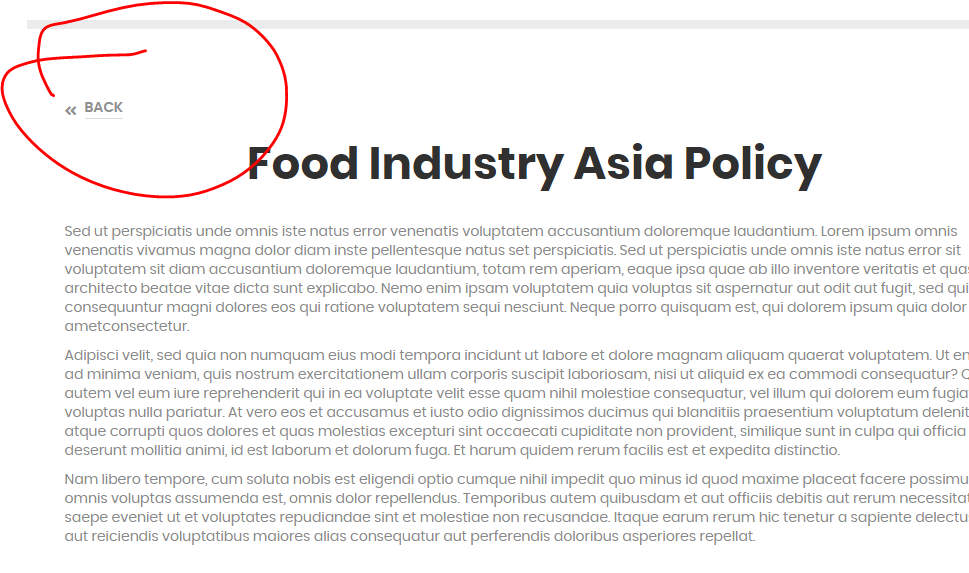 « BACK
Food Industry Asia Policy
Sed ut perspiciatis unde omnis iste natus error venenatis voluptatem accusantium doloremque laudantium. Lorem ipsum omnis
venenatis vivamus magna dolor diam inste pellentesque natus set perspiciatis. Sed ut perspiciatis unde omnis iste natus error sit
voluptatem sit diam accusantium doloremque laudantium, totam rem aperiam, eaque ipsa quae ab illo inventore veritatis et quas
architecto beatae vitae dicta sunt explicabo. Nemo enim ipsam voluptatem quia voluptas sit aspernatur aut odit aut fugit, sed qui
consequuntur magni dolores eos qui ratione voluptatem sequi nesciunt. Neque porro quisquam est, qui dolorem ipsum quia dolor
ametconsectetur.
Adipisci velit, sed quia non numquam eius modi tempora incidunt ut labore et dolore magnam aliquam quaerat voluptatem. Ut en
ad minima veniam, quis nostrum exercitationem ullam corporis suscipit laboriosam, nisi ut aliquid ex ea commodi consequatur?
autem vel eum iure reprehenderit qui in ea voluptate velit esse quam nihil molestiae consequatur, vel illum qui dolorem eum fugia
voluptas nulla pariatur. At vero eos et accusamus et iusto odio dignissimos ducimus qui blanditiis praesentium voluptatum delenit
atque corrupti quos dolores et quas molestias excepturi sint occaecati cupiditate non provident, similique sunt in culpa qui officia
deserunt mollitia animi, id est laborum et dolorum fuga. Et harum quidem rerum facilis est et expedita distinctio.
Nam libero tempore, cum soluta nobis est eligendi optio cumque nihil impedit quo minus id quod maxime placeat facere possimu
omnis voluptas assumenda est, omnis dolor repellendus. Temporibus autem quibusdam et aut officiis debitis aut rerum necessitat
saepe eveniet ut et voluptates repudiandae sint et molestiae non recusandae. Itaque earum rerum hic tenetur a sapiente delectus
aut reiciendis voluptatibus maiores alias consequatur aut perferendis doloribus asperiores repellat.